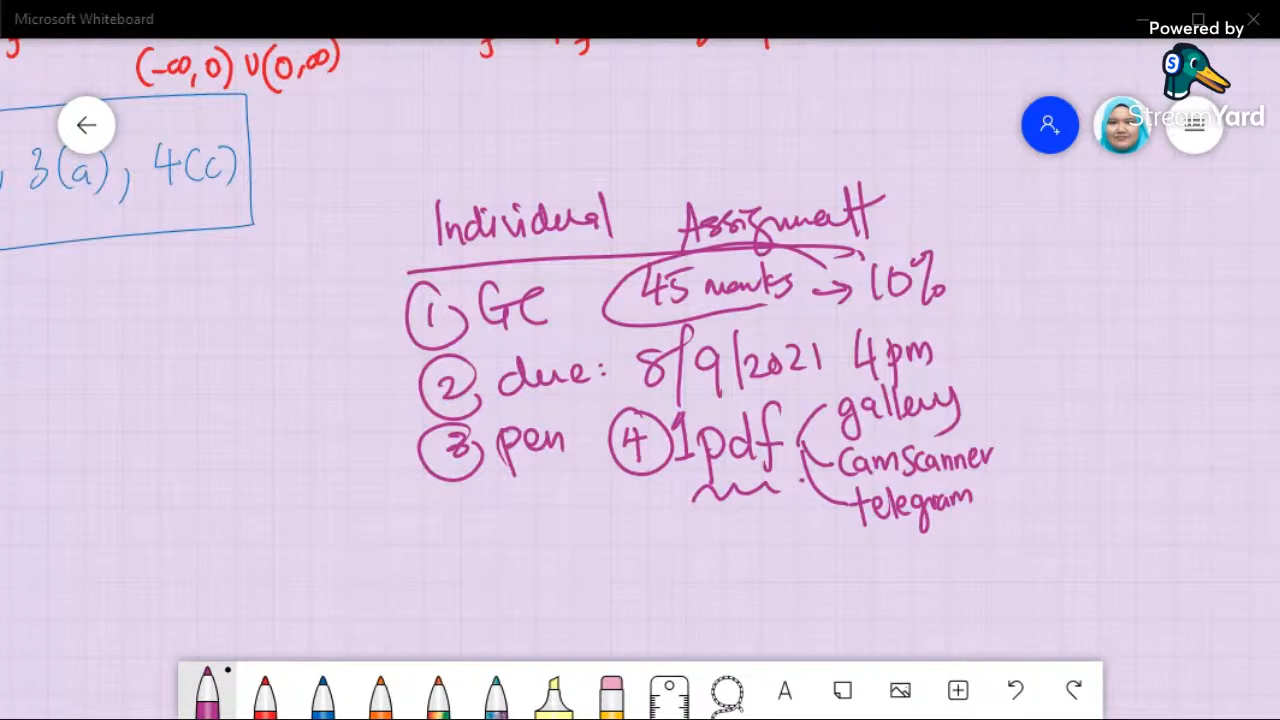 Microsoft Whiteboard
Powered by
StreamYard
(-∞, 0) ∪ (0, ∞)
, 3(a), 4(c)
Individual Assignment
① GC 45 marks → 10%
② due: 8/9/2021 4pm
③ pen ④ 1pdf gallery
camscanner
telegram